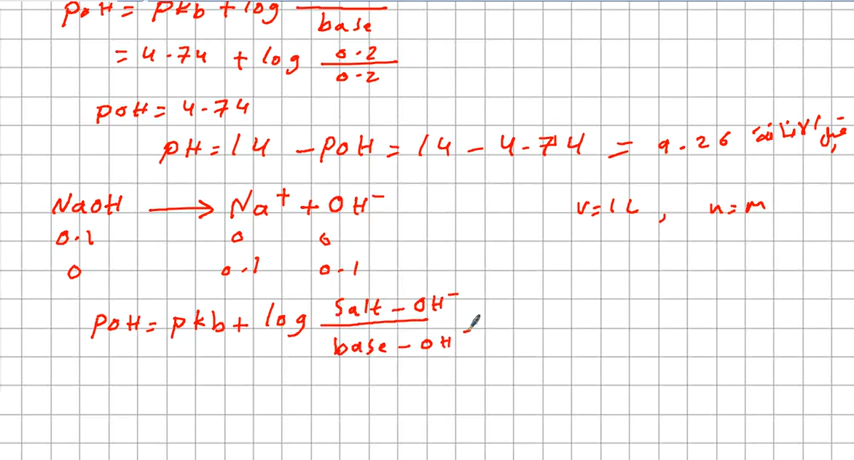 POH = pkb + log ――― base
= 4.74 + log 0.2 / 0.2
POH = 4.74
PH = 14 - POH = 14 - 4.74 = 9.26 قبل الاضافة
NaOH → Na+ + OH-
V=1L, n=M
0.1 0 0
0 0.1 0.1
POH = pkb + log salt - OH- / base - OH-